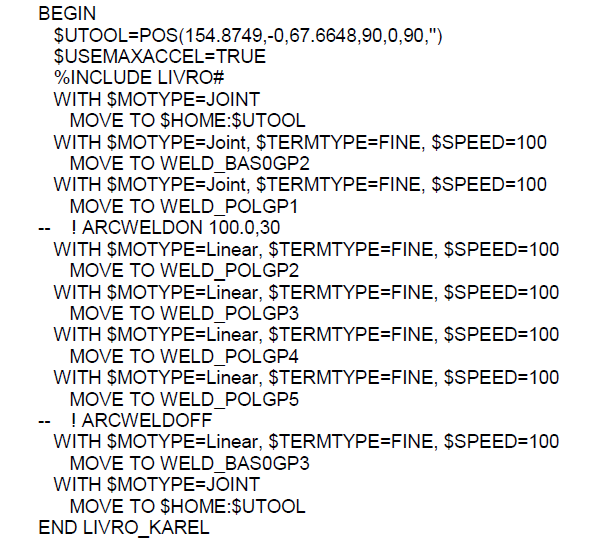 BEGIN
$UTOOL=POS(154.8749,-0,67.6648,90,0,90,'')
$USEMAXACCEL=TRUE
%INCLUDE LIVRO#
WITH $MOTYPE=JOINT
MOVE TO $HOME:$UTOOL
WITH $MOTYPE=Joint, $TERMTYPE=FINE, $SPEED=100
MOVE TO WELD_BAS0GP2
WITH $MOTYPE=Joint, $TERMTYPE=FINE, $SPEED=100
MOVE TO WELD_POLGP1
-- ! ARCWELDON 100.0,30
WITH $MOTYPE=Linear, $TERMTYPE=FINE, $SPEED=100
MOVE TO WELD_POLGP2
WITH $MOTYPE=Linear, $TERMTYPE=FINE, $SPEED=100
MOVE TO WELD_POLGP3
WITH $MOTYPE=Linear, $TERMTYPE=FINE, $SPEED=100
MOVE TO WELD_POLGP4
WITH $MOTYPE=Linear, $TERMTYPE=FINE, $SPEED=100
MOVE TO WELD_POLGP5
-- ! ARCWELDOFF
WITH $MOTYPE=Linear, $TERMTYPE=FINE, $SPEED=100
MOVE TO WELD_BAS0GP3
WITH $MOTYPE=JOINT
MOVE TO $HOME:$UTOOL
END LIVRO_KAREL